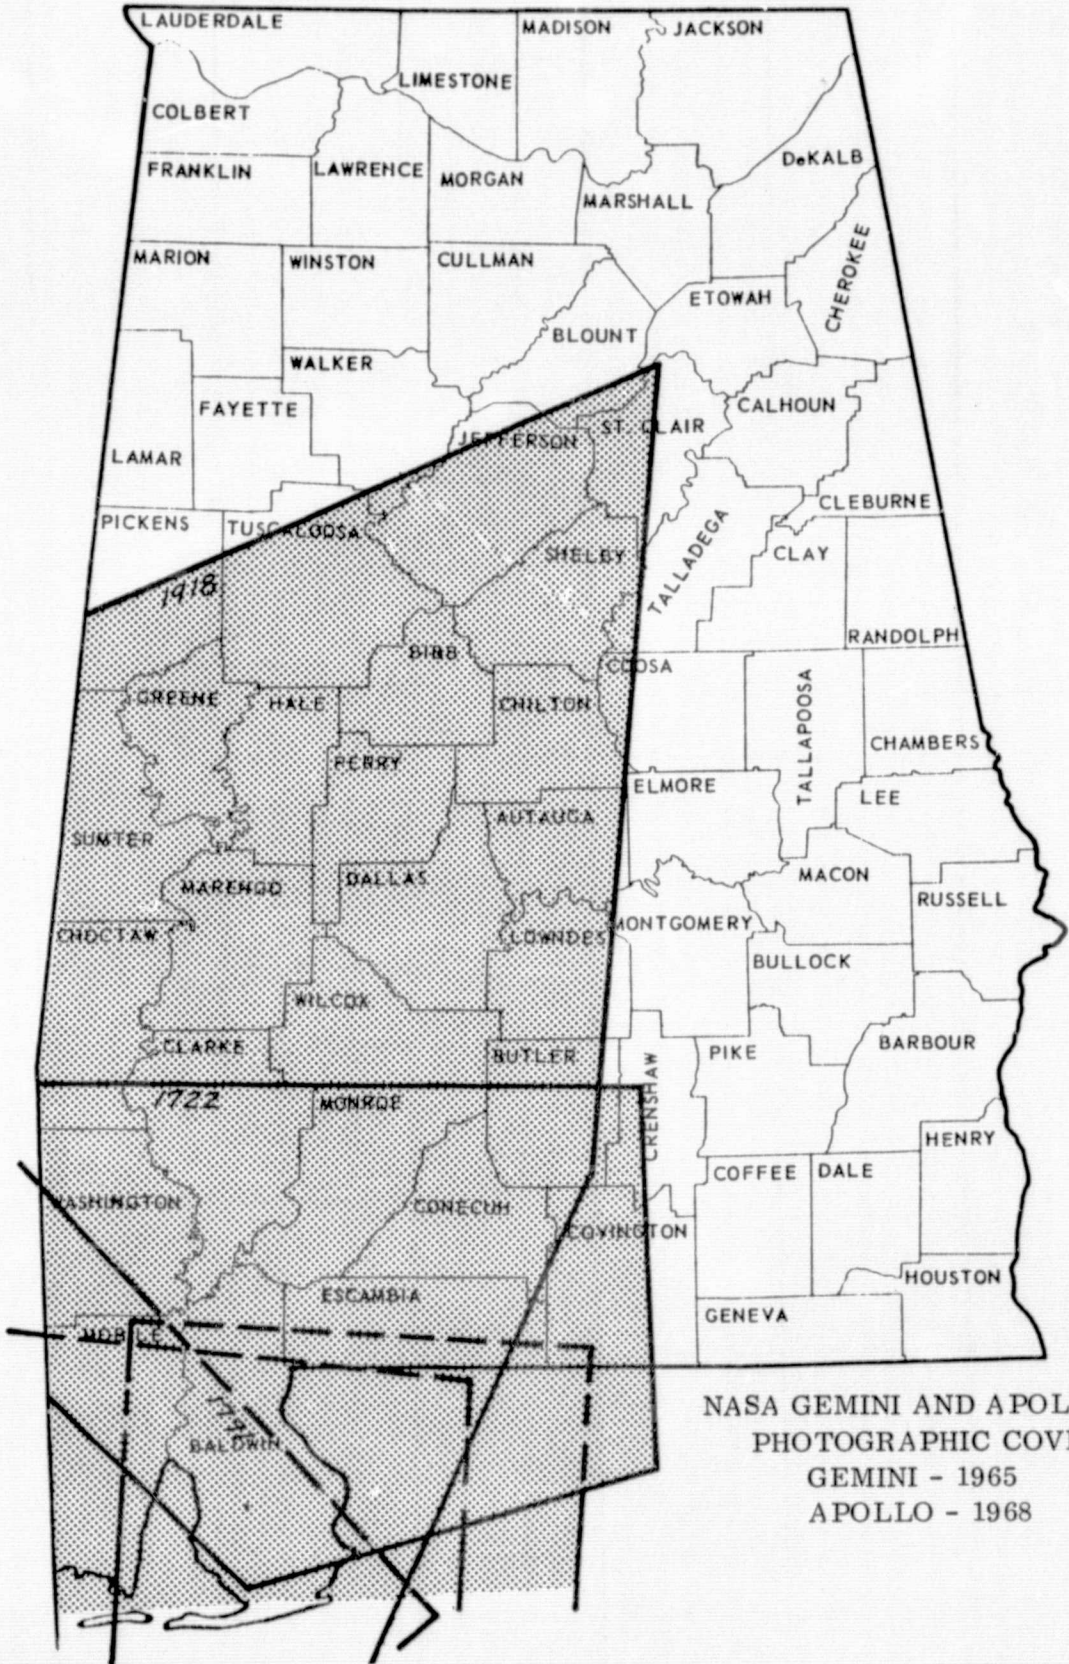 LAUDERDALE
MADISON
JACKSON
LIMESTONE
COLBERT
DeKALB
FRANKLIN
LAWRENCE
MORGAN
MARSHALL
MARION
WINSTON
CULLMAN
CHEROKEE
ETOWAH
BLOUNT
WALKER
FAYETTE
CALHOUN
ST. CLAIR
JEFFERSON
LAMAR
CLEBURNE
PICKENS
TUSCALOOSA
SHELBY
TALLADEGA
CLAY
1918
RANDOLPH
BIBB
COOSA
GREENE
HALE
CHILTON
TALLAPOOSA
CHAMBERS
PERRY
ELMORE
LEE
AUTAUGA
SUMTER
MARENGO
DALLAS
MACON
RUSSELL
CHOCTAW
LOWNDES
MONTGOMERY
BULLOCK
WILCOX
CLARKE
BUTLER
CRENSHAW
PIKE
BARBOUR
1722
MONROE
HENRY
COFFEE
DALE
WASHINGTON
CONECUH
COVINGTON
HOUSTON
ESCAMBIA
GENEVA
MOBILE
BALDWIN
NASA GEMINI AND APOL
PHOTOGRAPHIC COVE
GEMINI - 1965
APOLLO - 1968